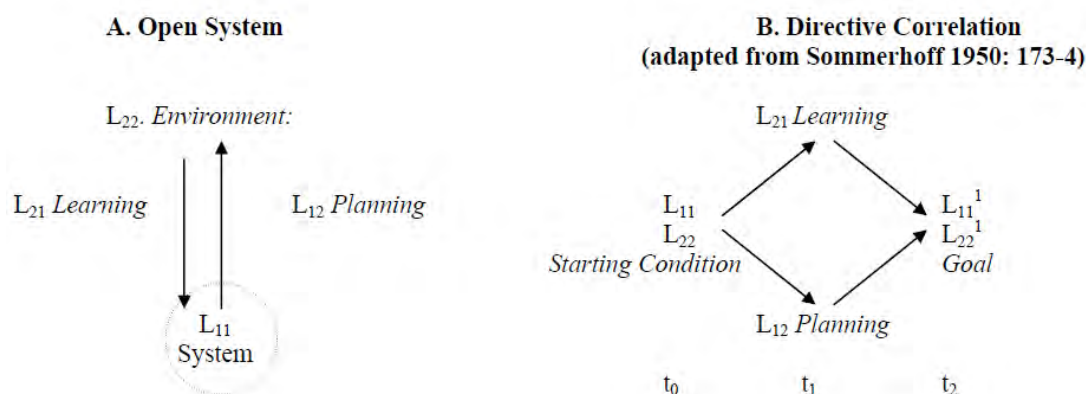 A. Open System
L₂₂. Environment:
L₂₁ Learning
L₁₂ Planning
L₁₁
System
B. Directive Correlation
(adapted from Sommerhoff 1950: 173-4)
L₂₁ Learning
L₁₁
L₂₂
Starting Condition
L₁₁¹
L₂₂¹
Goal
L₁₂ Planning
t₀ t₁ t₂